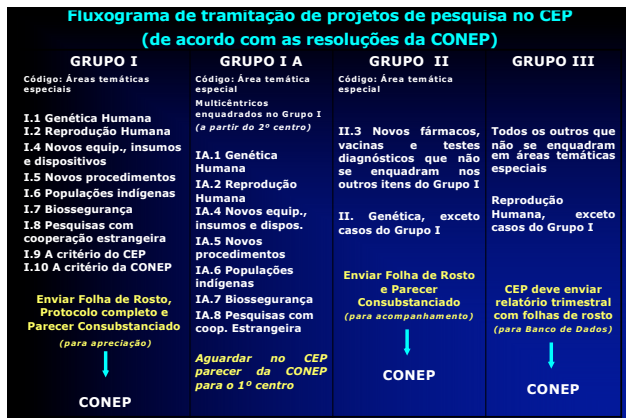 Fluxograma de tramitação de projetos de pesquisa no CEP
(de acordo com as resoluções da CONEP)
GRUPO I
Código: Áreas temáticas
especiais
I.1 Genética Humana
I.2 Reprodução Humana
I.4 Novos equip., insumos
e dispositivos
I.5 Novos procedimentos
I.6 Populações indígenas
I.7 Biossegurança
I.8 Pesquisas com
cooperação estrangeira
I.9 A critério do CEP
I.10 A critério da CONEP
Enviar Folha de Rosto,
Protocolo completo e
Parecer Consubstanciado
(para apreciação)
CONEP
GRUPO I A
Código: Área temática
especial
Multicêntricos
enquadrados no Grupo I
(a partir do 2º centro)
IA.1 Genética
Humana
IA.2 Reprodução
Humana
IA.4 Novos equip.,
insumos e dispos.
IA.5 Novos
procedimentos
IA.6 Populações
indígenas
IA.7 Biossegurança
IA.8 Pesquisas com
coop. Estrangeira
Aguardar no CEP
parecer da CONEP
para o 1º centro
GRUPO II
Código: Área temática
especial
II.3 Novos fármacos,
vacinas e testes
diagnósticos que não
se enquadram nos
outros itens do Grupo I
II. Genética, exceto
casos do Grupo I
Enviar Folha de Rosto
e Parecer
Consubstanciado
(para acompanhamento)
CONEP
GRUPO III
Todos os outros que
não se enquadram
em áreas temáticas
especiais
Reprodução
Humana, exceto
casos do Grupo I
CEP deve enviar
relatório trimestral
com folhas de rosto
(para Banco de Dados)
CONEP